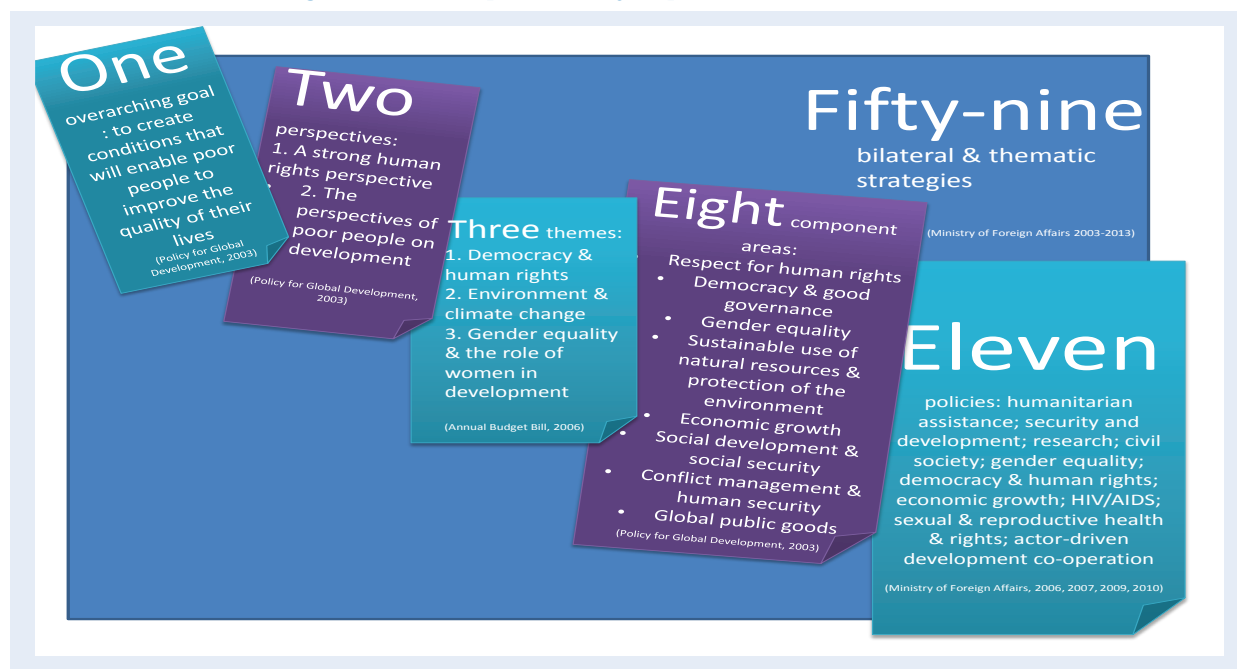 One
overarching goal
: to create
conditions that
will enable poor
people to
improve the
quality of their
lives
(Policy for Global
Development, 2003)
Two
perspectives:
1. A strong human
rights perspective
• 2. The
perspectives of
poor people on
development
(Policy for Global Development,
2003)
Three themes:
1. Democracy &
human rights
2. Environment &
climate change
3. Gender equality
& the role of
women in
development
(Annual Budget Bill, 2006)
Eight component
areas:
Respect for human rights
• Democracy & good
governance
• Gender equality
• Sustainable use of
natural resources &
protection of the
environment
• Economic growth
• Social development &
social security
• Conflict management &
human security
• Global public goods
(Policy for Global Development, 2003)
Fifty-nine
bilateral & thematic
strategies
(Ministry of Foreign Affairs 2003-2013)
Eleven
policies: humanitarian
assistance; security and
development; research; civil
society; gender equality;
democracy & human rights;
economic growth; HIV/AIDS;
sexual & reproductive health
& rights; actor-driven
development co-operation
(Ministry of Foreign Affairs, 2006, 2007, 2009, 2010)